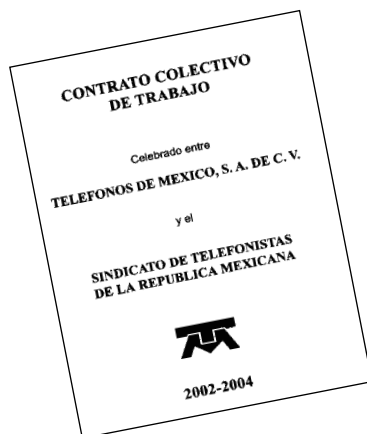 CONTRATO COLECTIVO
DE TRABAJO
Celebrado entre
TELEFONOS DE MEXICO, S. A. DE C. V.
y el
SINDICATO DE TELEFONISTAS
DE LA REPUBLICA MEXICANA
2002-2004